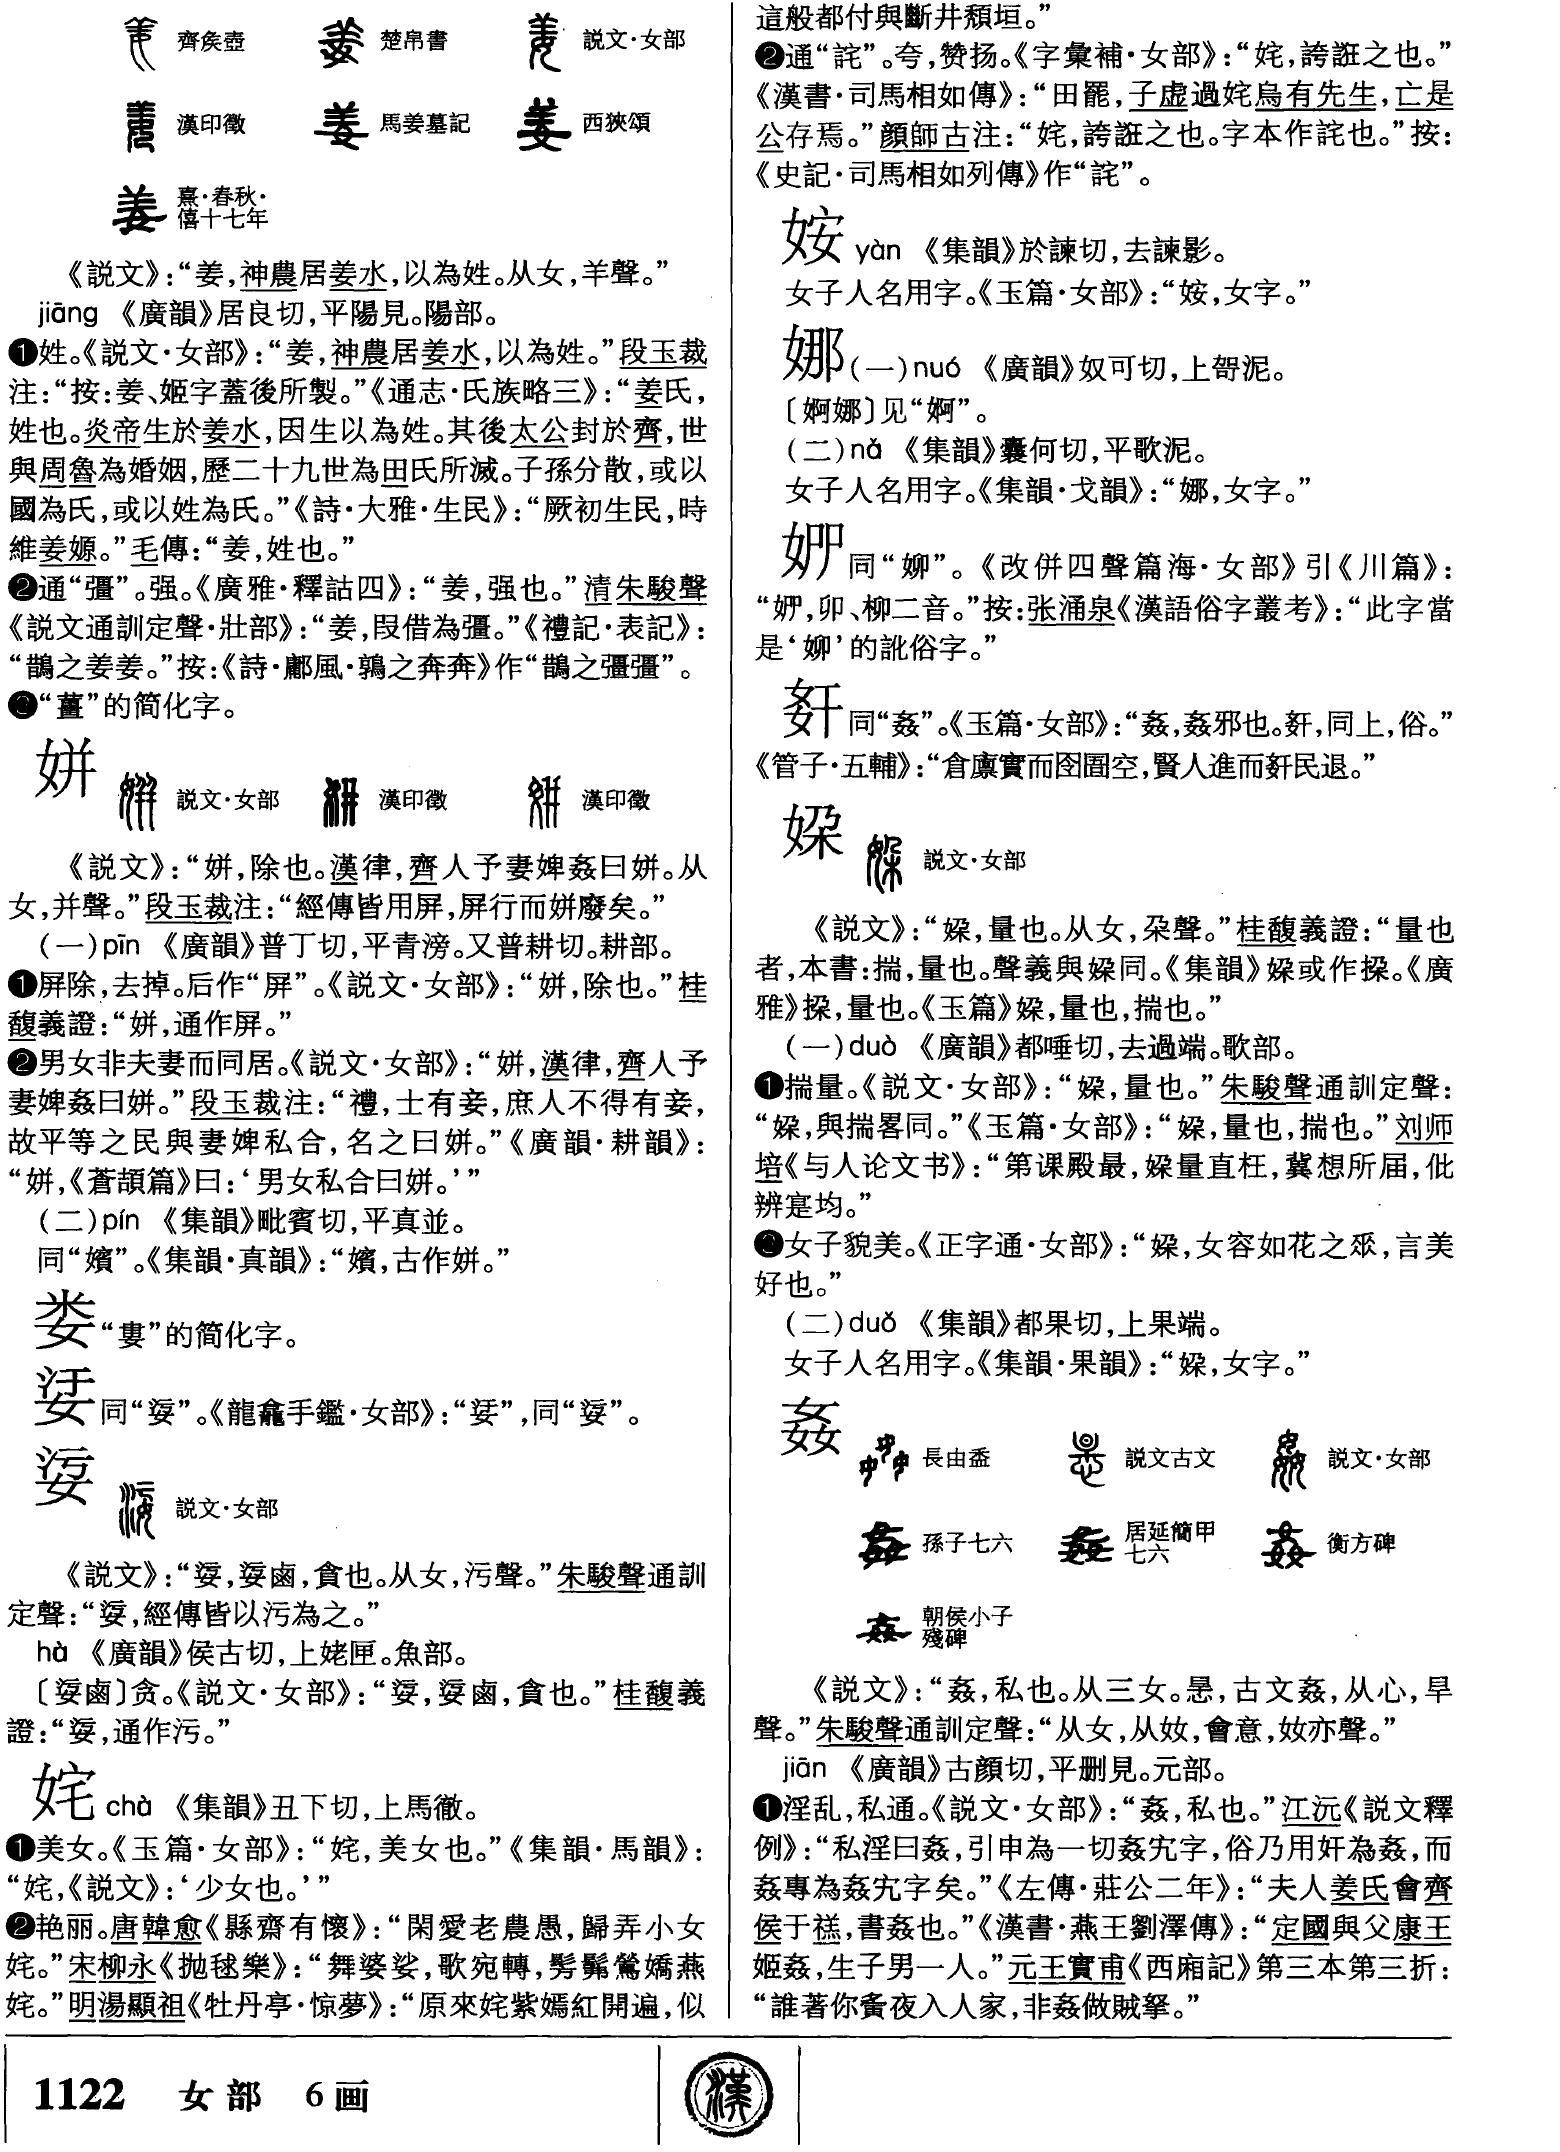 齊侯壺 楚帛書 説文·女部
漢印徵 馬姜墓記 西狹頌
熹·春秋·
僖十七年
《説文》：“姜，神農居姜水，以為姓。从女，羊聲。”
jiāng 《廣韻》居良切，平陽見。陽部。
❶姓。《説文·女部》：“姜，神農居姜水，以為姓。”段玉裁
注：“按：姜、姬字蓋後所製。”《通志·氏族略三》：“姜氏，
姓也。炎帝生於姜水，因生以為姓。其後太公封於齊，世
與周魯為婚姻，歷二十九世為田氏所滅。子孫分散，或以
國為氏，或以姓為氏。”《詩·大雅·生民》：“厥初生民，時
維姜嫄。”毛傳：“姜，姓也。”
❷通“彊”。强。《廣雅·釋詁四》：“姜，强也。”清朱駿聲
《説文通訓定聲·壯部》：“姜，叚借為彊。”《禮記·表記》：
“鵲之姜姜。”按：《詩·鄘風·鶉之奔奔》作“鵲之彊彊”。
❸“薑”的简化字。
姘 説文·女部 漢印徵 漢印徵
《説文》：“姘，除也。漢律，齊人予妻婢姦曰姘。从
女，并聲。”段玉裁注：“經傳皆用屏，屏行而姘廢矣。”
(一)pīn 《廣韻》普丁切，平青滂。又普耕切。耕部。
❶屏除，去掉。后作“屏”。《説文·女部》：“姘，除也。”桂
馥義證：“姘，通作屏。”
❷男女非夫妻而同居。《説文·女部》：“姘，漢律，齊人予
妻婢姦曰姘。”段玉裁注：“禮，士有妾，庶人不得有妾，
故平等之民與妻婢私合，名之曰姘。”《廣韻·耕韻》：
“姘，《蒼頡篇》曰：‘男女私合曰姘。’”
(二)pín 《集韻》毗賓切，平真並。
同“嬪”。《集韻·真韻》：“嬪，古作姘。”
娄“婁”的简化字。
同“㛄”。《龍龕手鑑·女部》：“”，同“㛄”。
㛄 説文·女部
《説文》：“㛄，㛄鹵，貪也。从女，污聲。”朱駿聲通訓
定聲：“㛄，經傳皆以污為之。”
hù 《廣韻》侯古切，上姥匣。魚部。
〔㛄鹵〕贪。《説文·女部》：“㛄，㛄鹵，貪也。”桂馥義
證：“㛄，通作污。”
姹 chà 《集韻》丑下切，上馬徹。
❶美女。《玉篇·女部》：“姹，美女也。”《集韻·馬韻》：
“姹，《説文》：‘少女也。’”
❷艳丽。唐韓愈《縣齋有懷》：“閑愛老農愚，歸弄小女
姹。”宋柳永《抛毬樂》：“舞婆娑，歌宛轉，髣髴鶯嬌燕
姹。”明湯顯祖《牡丹亭·惊夢》：“原來姹紫嫣紅開遍，似
這般都付與斷井頹垣。”
❷通“詫”。夸，赞扬。《字彙補·女部》：“姹，誇誑之也。”
《漢書·司馬相如傳》：“田罷，子虚過姹烏有先生，亡是
公存焉。”顏師古注：“姹，誇誑之也。字本作詫也。”按：
《史記·司馬相如列傳》作“詫”。
姲 yàn 《集韻》於諫切，去諫影。
女子人名用字。《玉篇·女部》：“姲，女字。”
娜(一)nuó 《廣韻》奴可切，上哿泥。
〔婀娜〕见“婀”。
(二)nà 《集韻》囊何切，平歌泥。
女子人名用字。《集韻·戈韻》：“娜，女字。”
同“奿”。《改併四聲篇海·女部》引《川篇》：
“，卯、柳二音。”按：张涌泉《漢語俗字叢考》：“此字當
是‘’的訛俗字。”
姧同“姦”。《玉篇·女部》：“姦，姦邪也。姧，同上，俗。”
《管子·五輔》：“倉廪實而囹圄空，賢人進而姧民退。”
㛆 説文·女部
《説文》：“㛆，量也。从女，朶聲。”桂馥義證：“量也
者，本書：揣，量也。聲義與㛆同。《集韻》㛆或作挅。《廣
雅》挅，量也。《玉篇》㛆，量也，揣也。”
(一)duò 《廣韻》都唾切，去過端。歌部。
❶揣量。《説文·女部》：“㛆，量也。”朱駿聲通訓定聲：
“㛆，與揣畧同。”《玉篇·女部》：“㛆，量也，揣也。”刘师
培《与人论文书》：“第课殿最，㛆量直枉，冀想所届，仳
辨寔均。”
❷女子貌美。《正字通·女部》：“㛆，女容如花之朶，言美
好也。”
(二)duǒ 《集韻》都果切，上果端。
女子人名用字。《集韻·果韻》：“㛆，女字。”
姦 長由盉 説文古文 説文·女部
孫子七六 居延簡甲
七六 衡方碑
朝侯小子
殘碑
《説文》：“姦，私也。从三女。悬，古文姦，从心，旱
聲。”朱駿聲通訓定聲：“从女，从奻，會意，奻亦聲。”
jiān 《廣韻》古顏切，平删見。元部。
❶淫乱，私通。《説文·女部》：“姦，私也。”江沅《説文釋
例》：“私淫曰姦，引申為一切姦宄字，俗乃用奸為姦，而
姦專為姦宄字矣。”《左傳·莊公二年》：“夫人姜氏會齊
侯于禚，書姦也。”《漢書·燕王劉澤傳》：“定國與父康王
姬姦，生子男一人。”元王實甫《西廂記》第三本第三折：
“誰著你夤夜入人家，非姦做賊拏。”
1122 女部 6画
漢